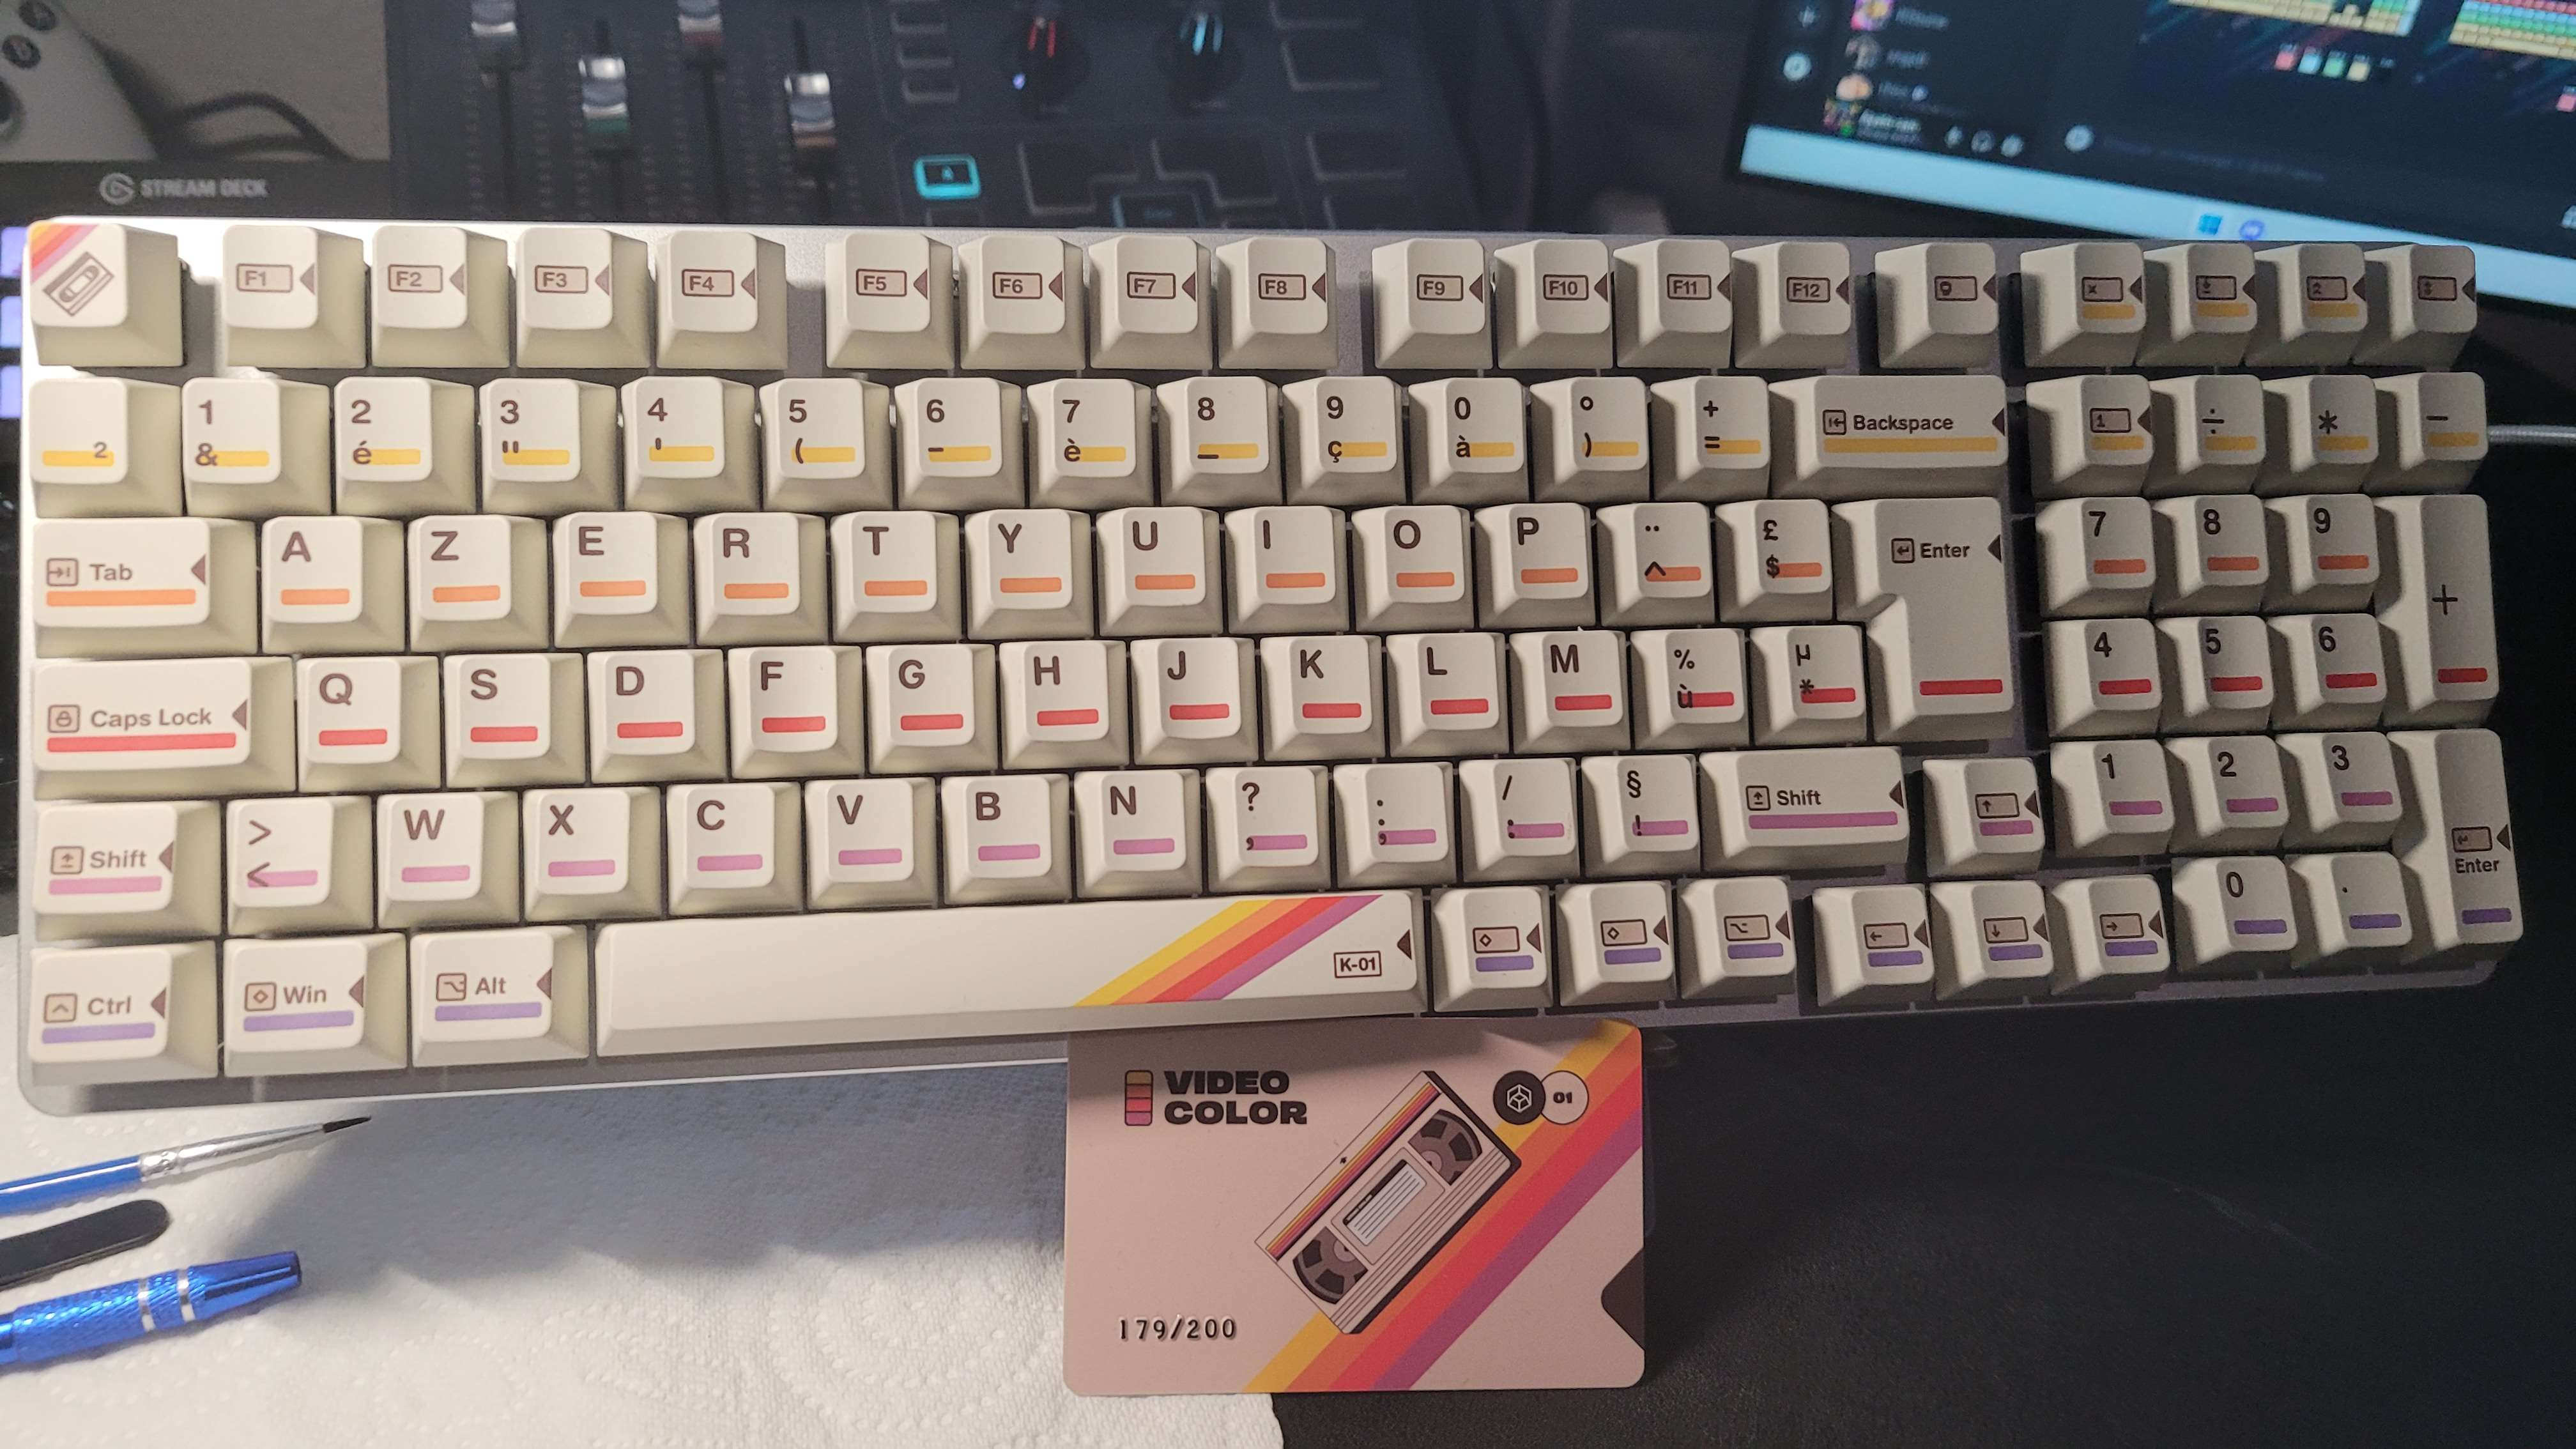 STREAM DECK
F1 F2 F3 F4 F5 F6 F7 F8 F9 F10 F11 F12
1 2 3 4 5 6 7 8 9 0 ° + Backspace 1 ÷ * −
² & é " ' ( - è _ ç à ) =
Tab A Z E R T Y U I O P ¨ £ Enter 7 8 9 +
^ $
Caps Lock Q S D F G H J K L M % µ 4 5 6
ù *
Shift > W X C V B N ? . / § Shift ↑ 1 2 3 Enter
< , ; : !
Ctrl Win Alt K-01 ← ↓ → 0 .
VIDEO
COLOR
01
179/200